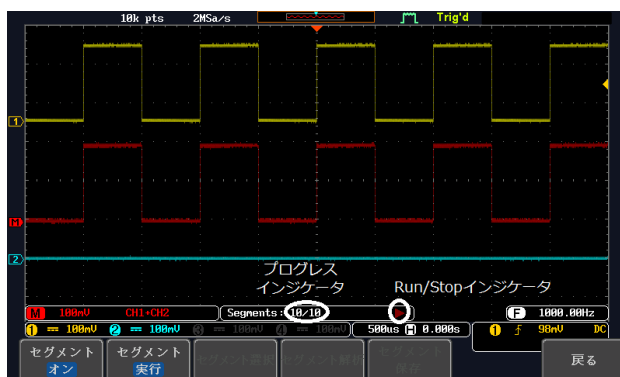 10k pts 2MSa/s Trig'd
1
M
2
プログレス
インジケータ
Run/Stopインジケータ
M 100mV CH1+CH2 Segments: 10/10 F 1000.00Hz
1 100mV 2 100mV 3 100mV 4 100mV 500us H 0.000s 1 98mV DC
セグメント
オン
セグメント
実行
セグメント選択
セグメント解析
セグメント
保存
戻る